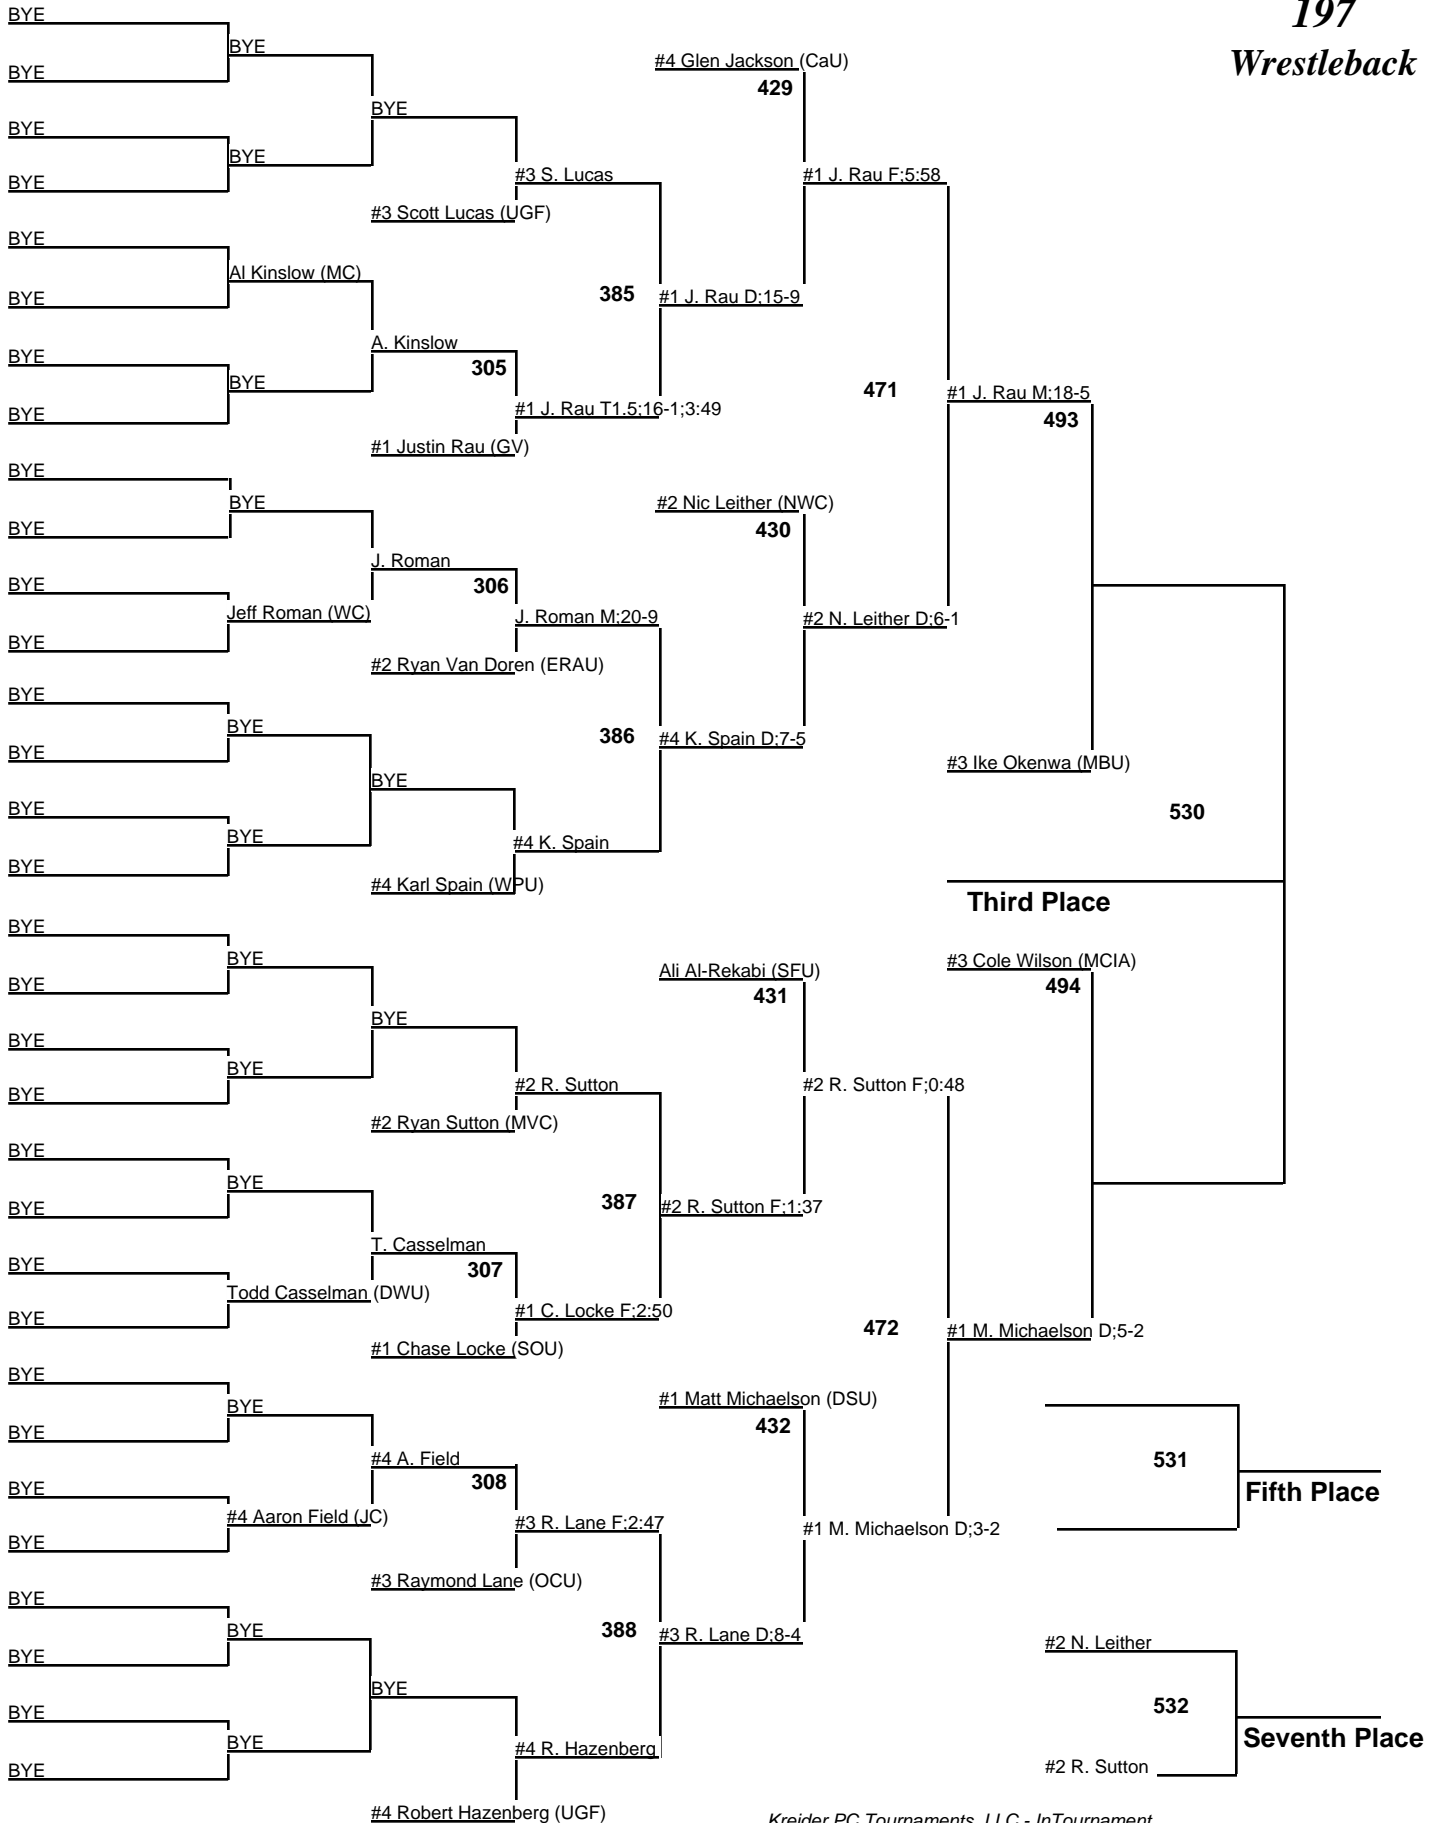 197
Wrestleback
BYE
BYE
BYE
BYE
BYE
BYE
BYE
#3 Scott Lucas (UGF)
#3 S. Lucas
#4 Glen Jackson (CaU)
429
#1 J. Rau F;5:58
BYE
Al Kinslow (MC)
BYE
A. Kinslow
305
BYE
BYE
BYE
#1 J. Rau T1.5;16-1;3:49
#1 Justin Rau (GV)
385
#1 J. Rau D;15-9
471
#1 J. Rau M;18-5
493
BYE
BYE
BYE
J. Roman
306
BYE
Jeff Roman (WC)
BYE
J. Roman M;20-9
#2 Ryan Van Doren (ERAU)
#2 Nic Leither (NWC)
430
#2 N. Leither D;6-1
BYE
BYE
BYE
386
#4 K. Spain D;7-5
BYE
BYE
BYE
BYE
#4 K. Spain
#4 Karl Spain (WPU)
#3 Ike Okenwa (MBU)
530
Third Place
BYE
BYE
BYE
BYE
BYE
BYE
BYE
#2 R. Sutton
#2 Ryan Sutton (MVC)
Ali Al-Rekabi (SFU)
431
#2 R. Sutton F;0:48
#3 Cole Wilson (MCIA)
494
BYE
BYE
BYE
387
#2 R. Sutton F;1:37
T. Casselman
307
BYE
Todd Casselman (DWU)
BYE
#1 C. Locke F;2:50
#1 Chase Locke (SOU)
472
#1 M. Michaelson D;5-2
BYE
BYE
BYE
#4 A. Field
308
BYE
#4 Aaron Field (JC)
BYE
#3 R. Lane F;2:47
#3 Raymond Lane (OCU)
#1 Matt Michaelson (DSU)
432
#1 M. Michaelson D;3-2
531
Fifth Place
BYE
BYE
BYE
388
#3 R. Lane D;8-4
BYE
BYE
BYE
BYE
#4 R. Hazenberg
#4 Robert Hazenberg (UGF)
#2 N. Leither
532
Seventh Place
#2 R. Sutton
Kreider PC Tournaments, LLC - InTournament